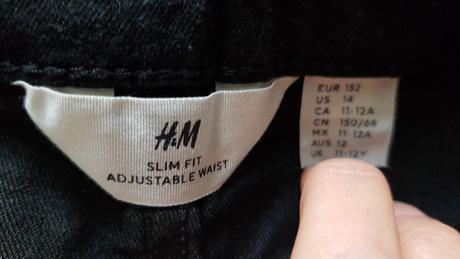 H&M
SLIM FIT
ADJUSTABLE WAIST
EUR 152
US 14
CA 11-12A
CN 150/66
MX 11-12A
AUS 12
UK 11-12Y